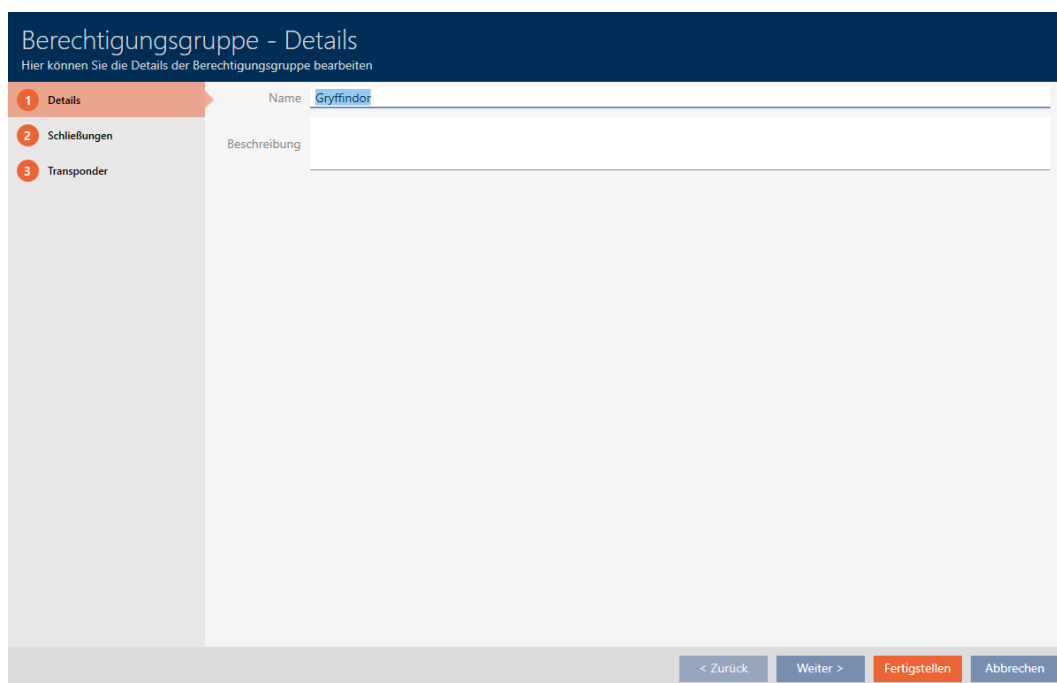 Berechtigungsgruppe - Details
Hier können Sie die Details der Berechtigungsgruppe bearbeiten
1 Details
2 Schließungen
3 Transponder
Name Gryffindor
Beschreibung
< Zurück Weiter > Fertigstellen Abbrechen